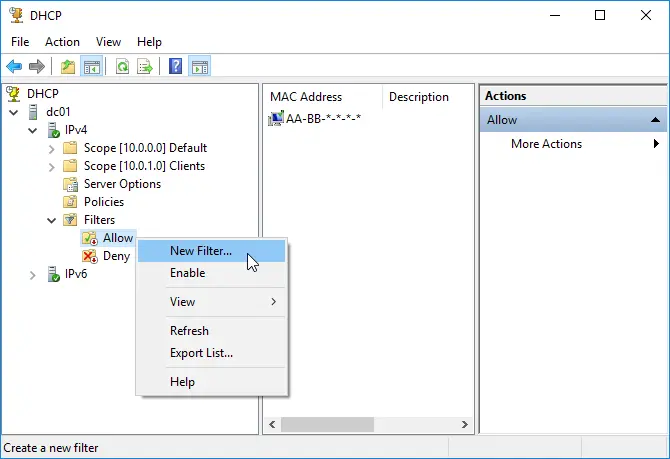 DHCP
File Action View Help
DHCP
dc01
IPv4
Scope [10.0.0.0] Default
Scope [10.0.1.0] Clients
Server Options
Policies
Filters
Allow
Deny
IPv6
New Filter...
Enable
View
Refresh
Export List...
Help
MAC Address Description
AA-BB-*-*-*-*
Actions
Allow
More Actions
Create a new filter